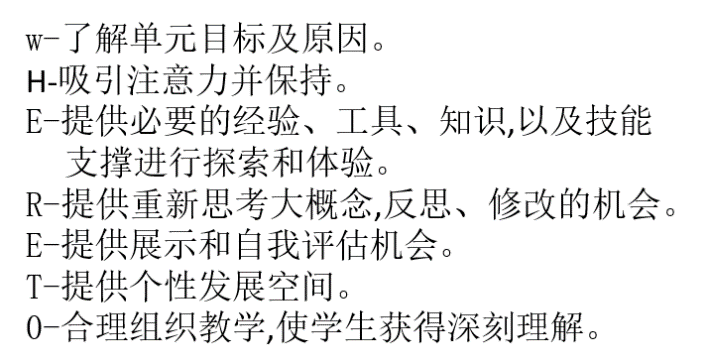 w-了解单元目标及原因。
H-吸引注意力并保持。
E-提供必要的经验、工具、知识,以及技能
支撑进行探索和体验。
R-提供重新思考大概念,反思、修改的机会。
E-提供展示和自我评估机会。
T-提供个性发展空间。
O-合理组织教学,使学生获得深刻理解。